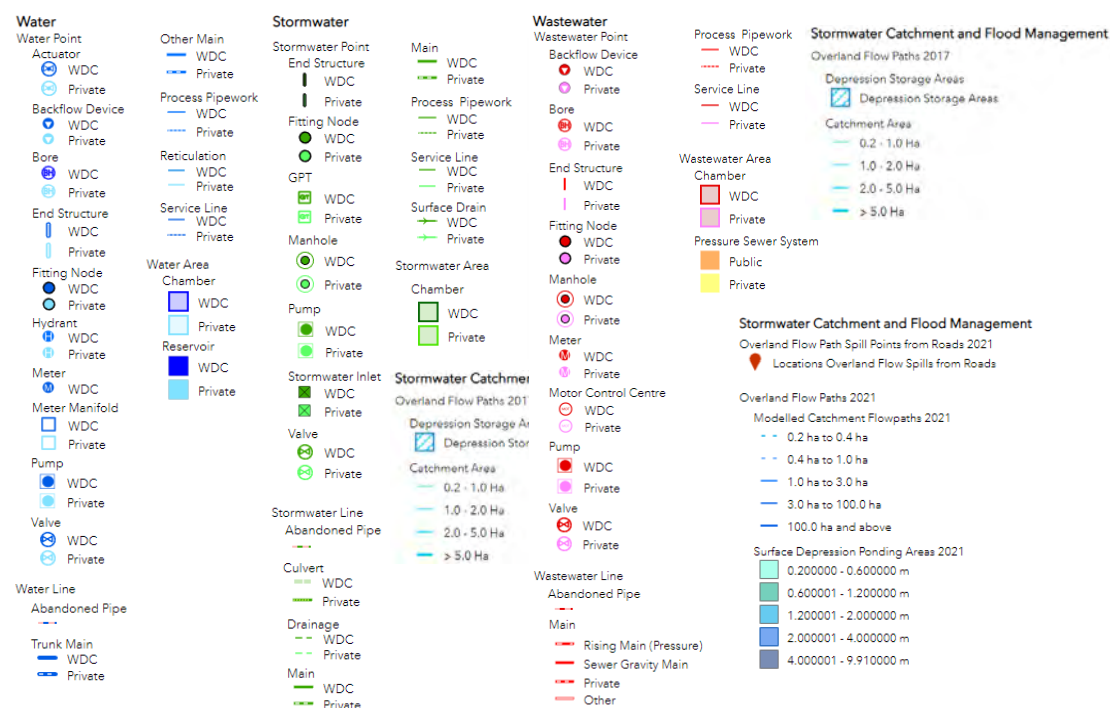 Water
Water Point
Actuator
WDC
Private
Backflow Device
WDC
Private
Bore
BH WDC
BH Private
End Structure
WDC
Private
Fitting Node
WDC
Private
Hydrant
H WDC
H Private
Meter
M WDC
Meter Manifold
WDC
Private
Pump
WDC
Private
Valve
WDC
Private
Water Line
Abandoned Pipe
Trunk Main
WDC
Private
Other Main
WDC
Private
Process Pipework
WDC
Private
Reticulation
WDC
Private
Service Line
WDC
Private
Water Area
Chamber
WDC
Private
Reservoir
WDC
Private
Stormwater
Stormwater Point
End Structure
WDC
Private
Fitting Node
WDC
Private
GPT
GPT WDC
GPT Private
Manhole
WDC
Private
Pump
WDC
Private
Stormwater Inlet
WDC
Private
Valve
WDC
Private
Stormwater Line
Abandoned Pipe
Culvert
WDC
Private
Drainage
WDC
Private
Main
WDC
Private
Main
WDC
Private
Process Pipework
WDC
Private
Service Line
WDC
Private
Surface Drain
WDC
Private
Stormwater Area
Chamber
WDC
Private
Stormwater Catchmer
Overland Flow Paths 201
Depression Storage Ar
Depression Stor
Catchment Area
0.2 - 1.0 Ha
1.0 - 2.0 Ha
2.0 - 5.0 Ha
> 5.0 Ha
Wastewater
Wastewater Point
Backflow Device
WDC
Private
Bore
BH WDC
BH Private
End Structure
WDC
Private
Fitting Node
WDC
Private
Manhole
WDC
Private
Meter
M WDC
M Private
Motor Control Centre
WDC
Private
Pump
WDC
Private
Valve
WDC
Private
Wastewater Line
Abandoned Pipe
Main
Rising Main (Pressure)
Sewer Gravity Main
Private
Other
Process Pipework
WDC
Private
Service Line
WDC
Private
Wastewater Area
Chamber
WDC
Private
Pressure Sewer System
Public
Private
Stormwater Catchment and Flood Management
Overland Flow Paths 2017
Depression Storage Areas
Depression Storage Areas
Catchment Area
0.2 - 1.0 Ha
1.0 - 2.0 Ha
2.0 - 5.0 Ha
> 5.0 Ha
Stormwater Catchment and Flood Management
Overland Flow Path Spill Points from Roads 2021
Locations Overland Flow Spills from Roads
Overland Flow Paths 2021
Modelled Catchment Flowpaths 2021
0.2 ha to 0.4 ha
0.4 ha to 1.0 ha
1.0 ha to 3.0 ha
3.0 ha to 100.0 ha
100.0 ha and above
Surface Depression Ponding Areas 2021
0.200000 - 0.600000 m
0.600001 - 1.200000 m
1.200001 - 2.000000 m
2.000001 - 4.000000 m
4.000001 - 9.910000 m